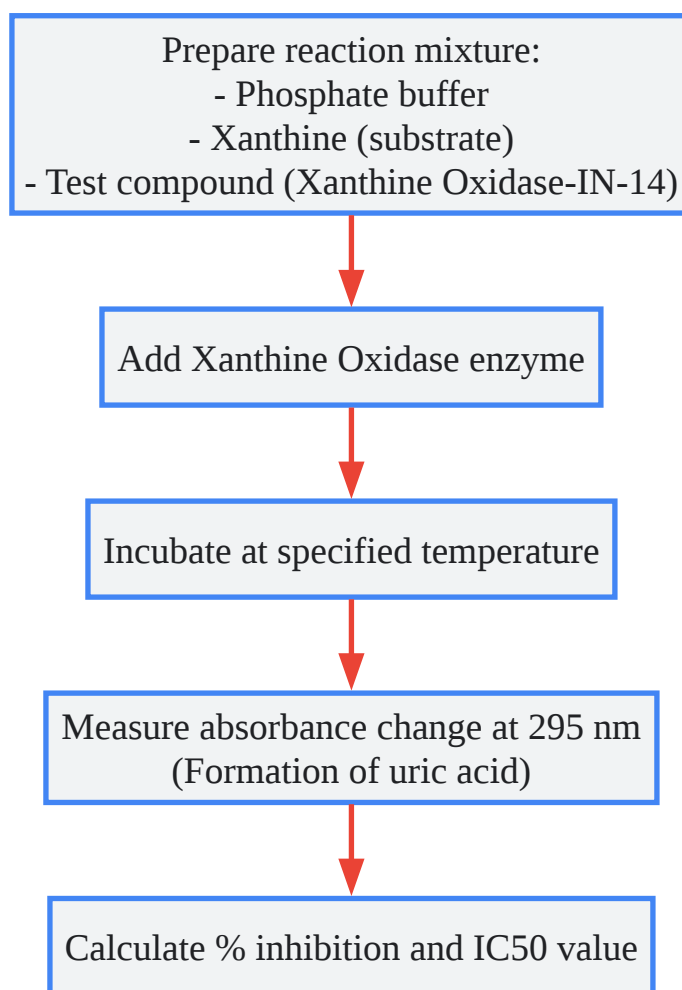 Prepare reaction mixture:
- Phosphate buffer
- Xanthine (substrate)
- Test compound (Xanthine Oxidase-IN-14)
Add Xanthine Oxidase enzyme
Incubate at specified temperature
Measure absorbance change at 295 nm
(Formation of uric acid)
Calculate % inhibition and IC50 value